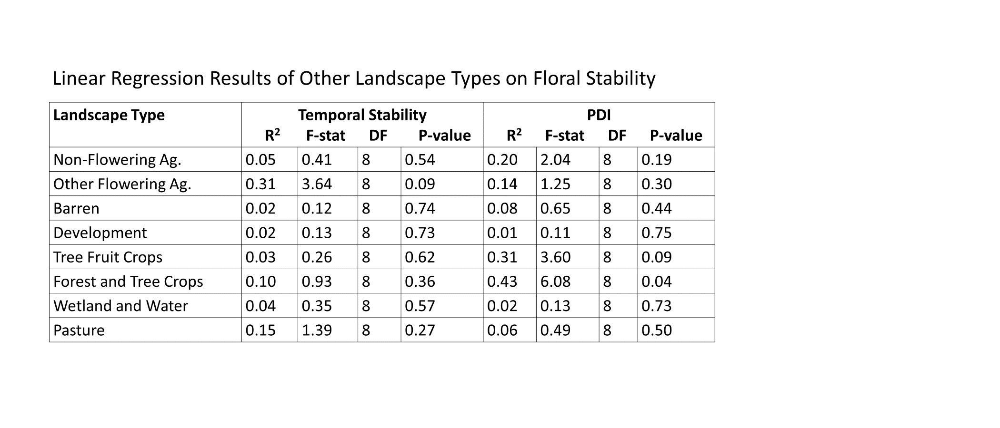 Linear Regression Results of Other Landscape Types on Floral Stability
Landscape Type Temporal Stability PDI
R² F-stat DF P-value R² F-stat DF P-value
Non-Flowering Ag. 0.05 0.41 8 0.54 0.20 2.04 8 0.19
Other Flowering Ag. 0.31 3.64 8 0.09 0.14 1.25 8 0.30
Barren 0.02 0.12 8 0.74 0.08 0.65 8 0.44
Development 0.02 0.13 8 0.73 0.01 0.11 8 0.75
Tree Fruit Crops 0.03 0.26 8 0.62 0.31 3.60 8 0.09
Forest and Tree Crops 0.10 0.93 8 0.36 0.43 6.08 8 0.04
Wetland and Water 0.04 0.35 8 0.57 0.02 0.13 8 0.73
Pasture 0.15 1.39 8 0.27 0.06 0.49 8 0.50